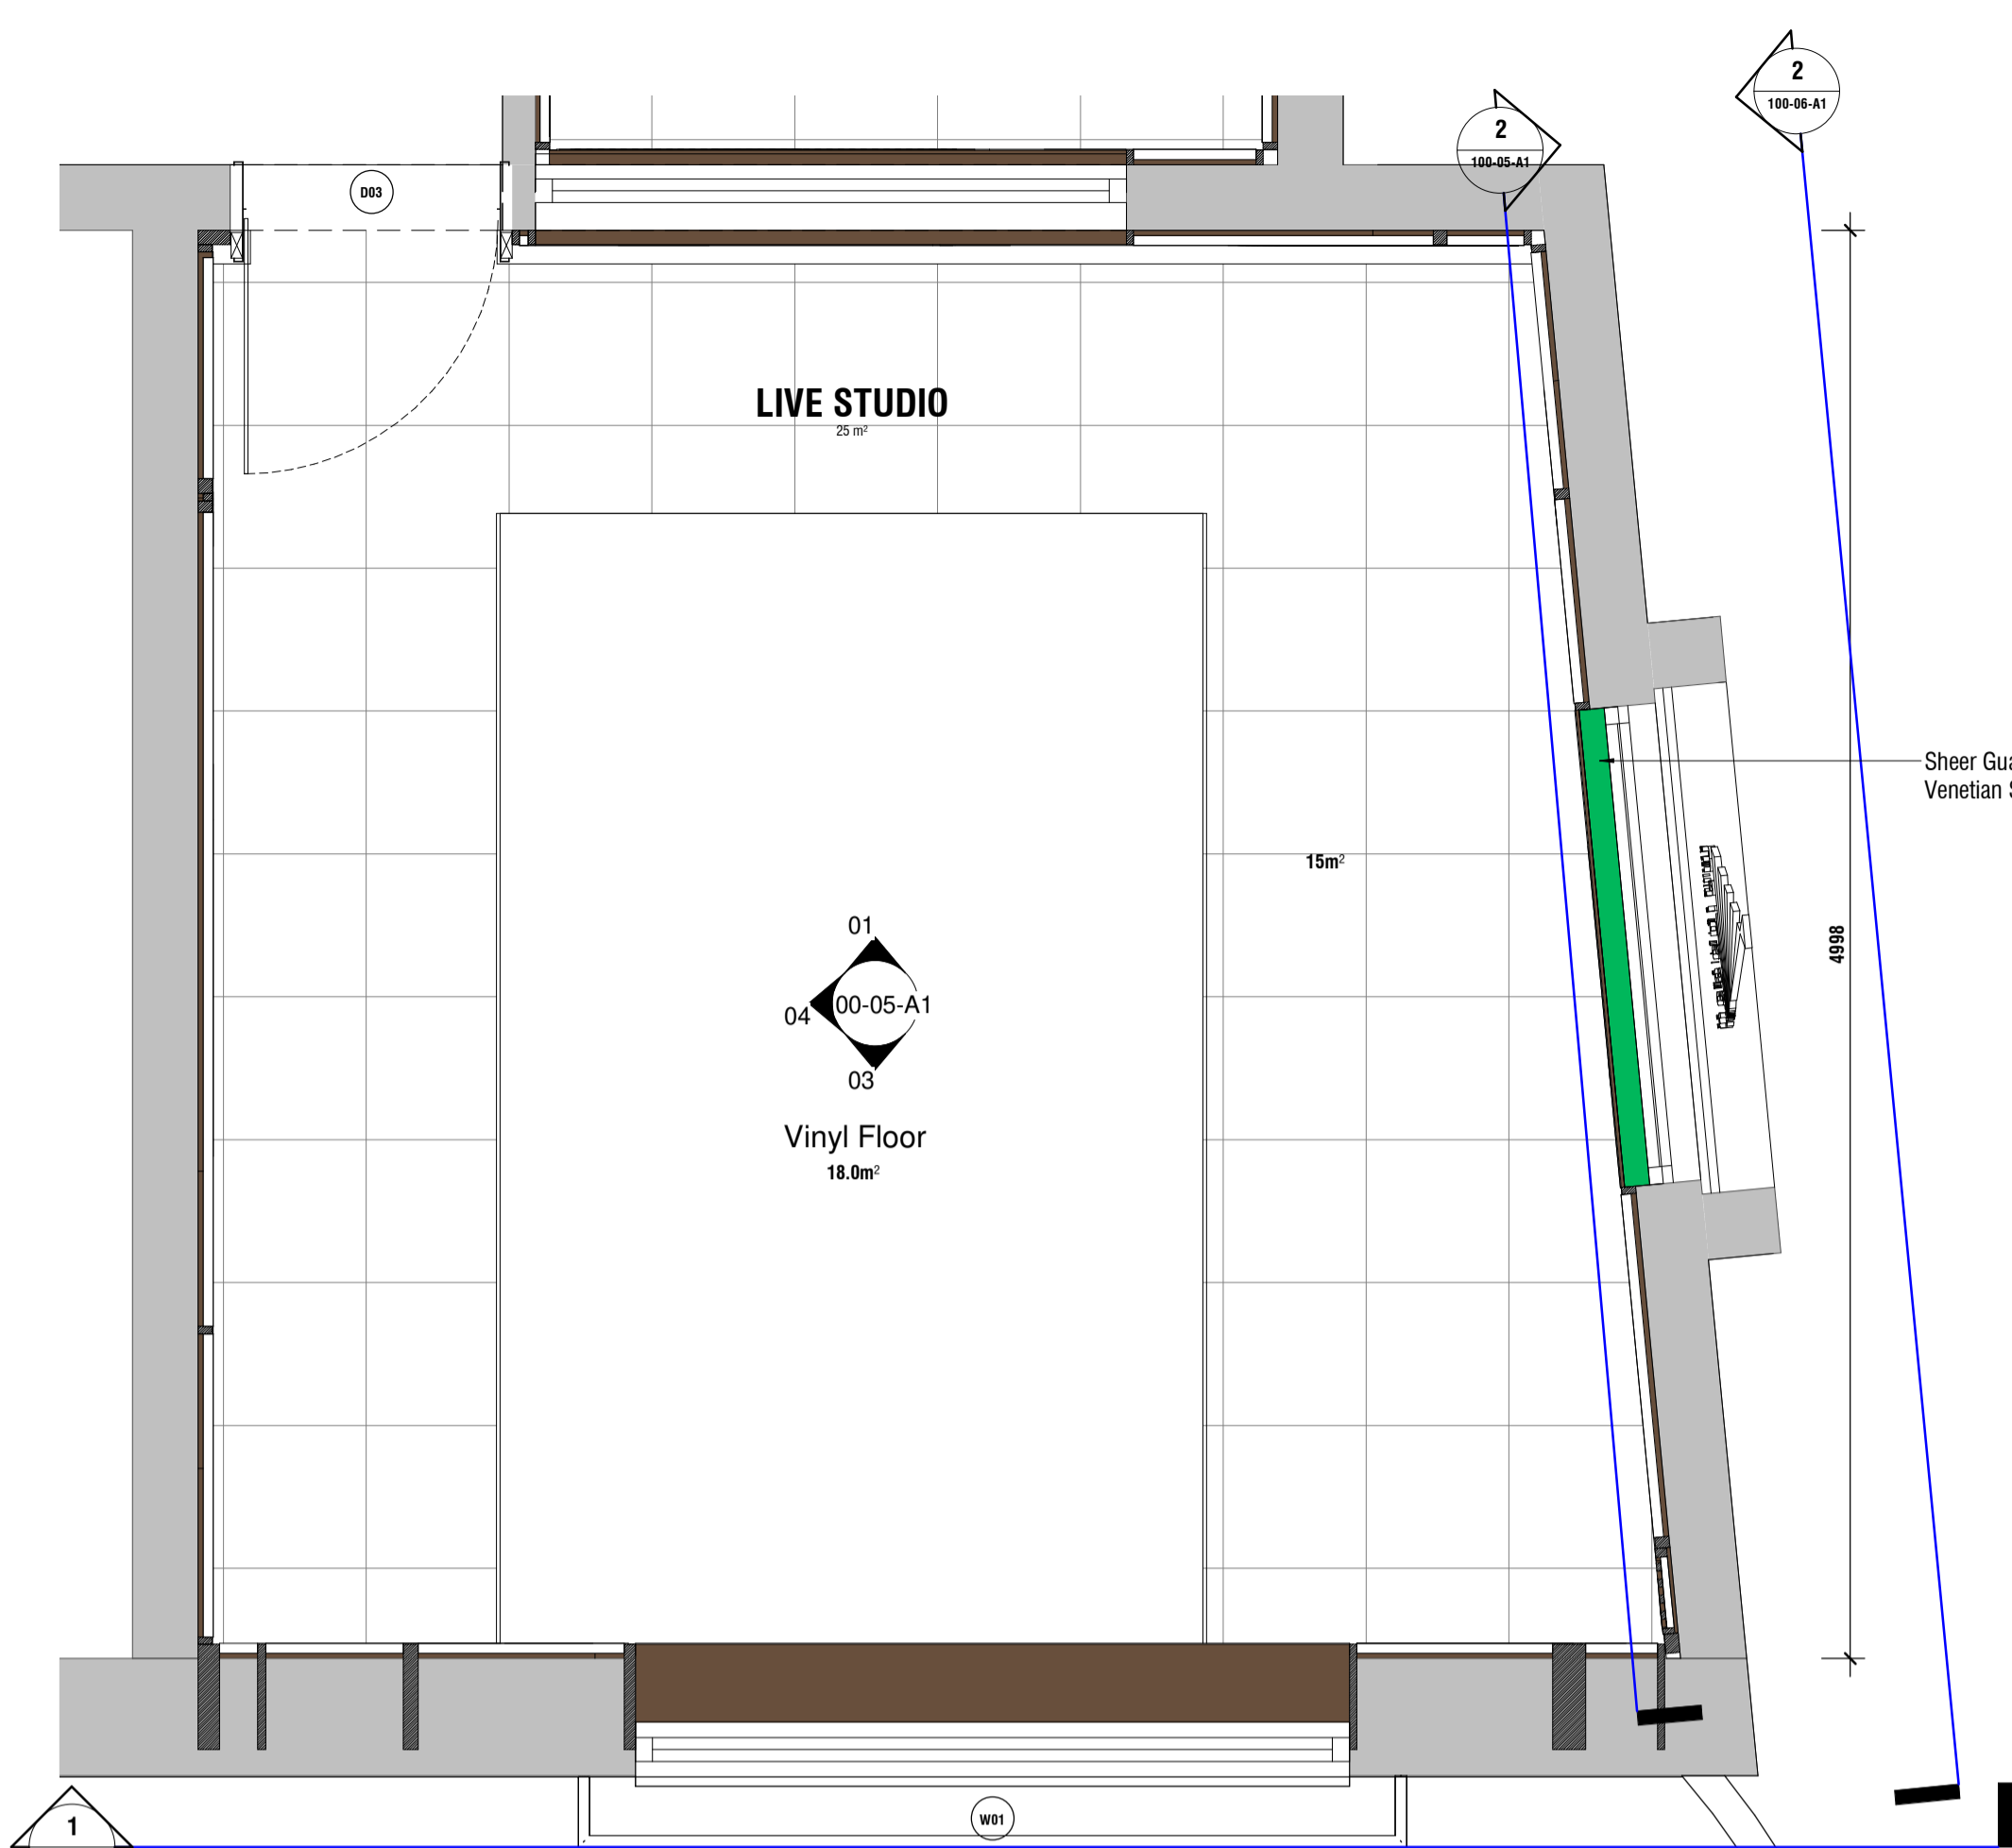 2
100-06-A1
2
100-05-A1
D03
LIVE STUDIO
25 m²
Sheer Gua
Venetian S
15m²
4998
01
00-05-A1
04
03
Vinyl Floor
18.0m²
W01
1